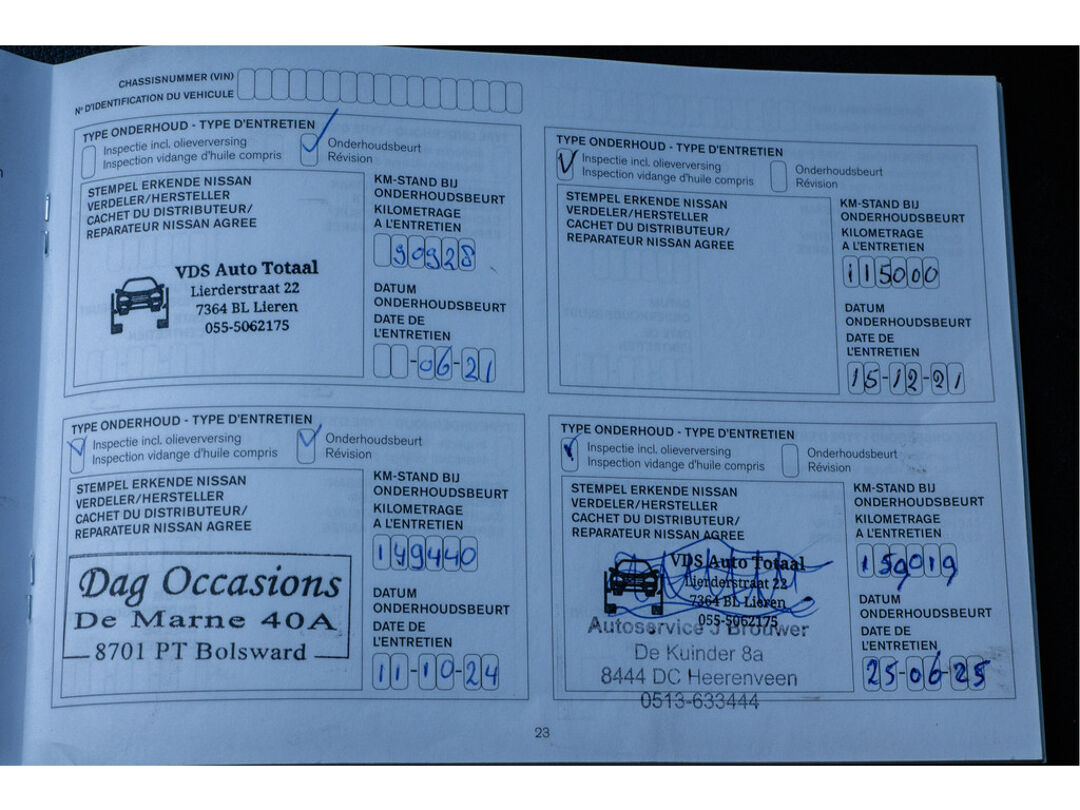 CHASSISNUMMER (VIN)
N° D'IDENTIFICATION DU VEHICULE
TYPE ONDERHOUD - TYPE D'ENTRETIEN
Inspectie incl. olieverversing
Inspection vidange d'huile compris
Onderhoudsbeurt
Révision
STEMPEL ERKENDE NISSAN
VERDELER/HERSTELLER
CACHET DU DISTRIBUTEUR/
REPARATEUR NISSAN AGREE
KM-STAND BIJ
ONDERHOUDSBEURT
KILOMETRAGE
A L'ENTRETIEN
90928
VDS Auto Totaal
Lierderstraat 22
7364 BL Lieren
055-5062175
DATUM
ONDERHOUDSBEURT
DATE DE
L'ENTRETIEN
-06-21
TYPE ONDERHOUD - TYPE D'ENTRETIEN
Inspectie incl. olieverversing
Inspection vidange d'huile compris
Onderhoudsbeurt
Révision
STEMPEL ERKENDE NISSAN
VERDELER/HERSTELLER
CACHET DU DISTRIBUTEUR/
REPARATEUR NISSAN AGREE
KM-STAND BIJ
ONDERHOUDSBEURT
KILOMETRAGE
A L'ENTRETIEN
115000
DATUM
ONDERHOUDSBEURT
DATE DE
L'ENTRETIEN
15-12-21
TYPE ONDERHOUD - TYPE D'ENTRETIEN
Inspectie incl. olieverversing
Inspection vidange d'huile compris
Onderhoudsbeurt
Révision
STEMPEL ERKENDE NISSAN
VERDELER/HERSTELLER
CACHET DU DISTRIBUTEUR/
REPARATEUR NISSAN AGREE
KM-STAND BIJ
ONDERHOUDSBEURT
KILOMETRAGE
A L'ENTRETIEN
149440
Dag Occasions
De Marne 40A
8701 PT Bolsward
DATUM
ONDERHOUDSBEURT
DATE DE
L'ENTRETIEN
11-10-24
TYPE ONDERHOUD - TYPE D'ENTRETIEN
Inspectie incl. olieverversing
Inspection vidange d'huile compris
Onderhoudsbeurt
Révision
STEMPEL ERKENDE NISSAN
VERDELER/HERSTELLER
CACHET DU DISTRIBUTEUR/
REPARATEUR NISSAN AGREE
KM-STAND BIJ
ONDERHOUDSBEURT
KILOMETRAGE
A L'ENTRETIEN
159019
VDS Auto Totaal
Lierderstraat 22
7364 BL Lieren
055-5062175
Autoservice J Brouwer
De Kuinder 8a
8444 DC Heerenveen
0513-633444
DATUM
ONDERHOUDSBEURT
DATE DE
L'ENTRETIEN
25-06-25
23